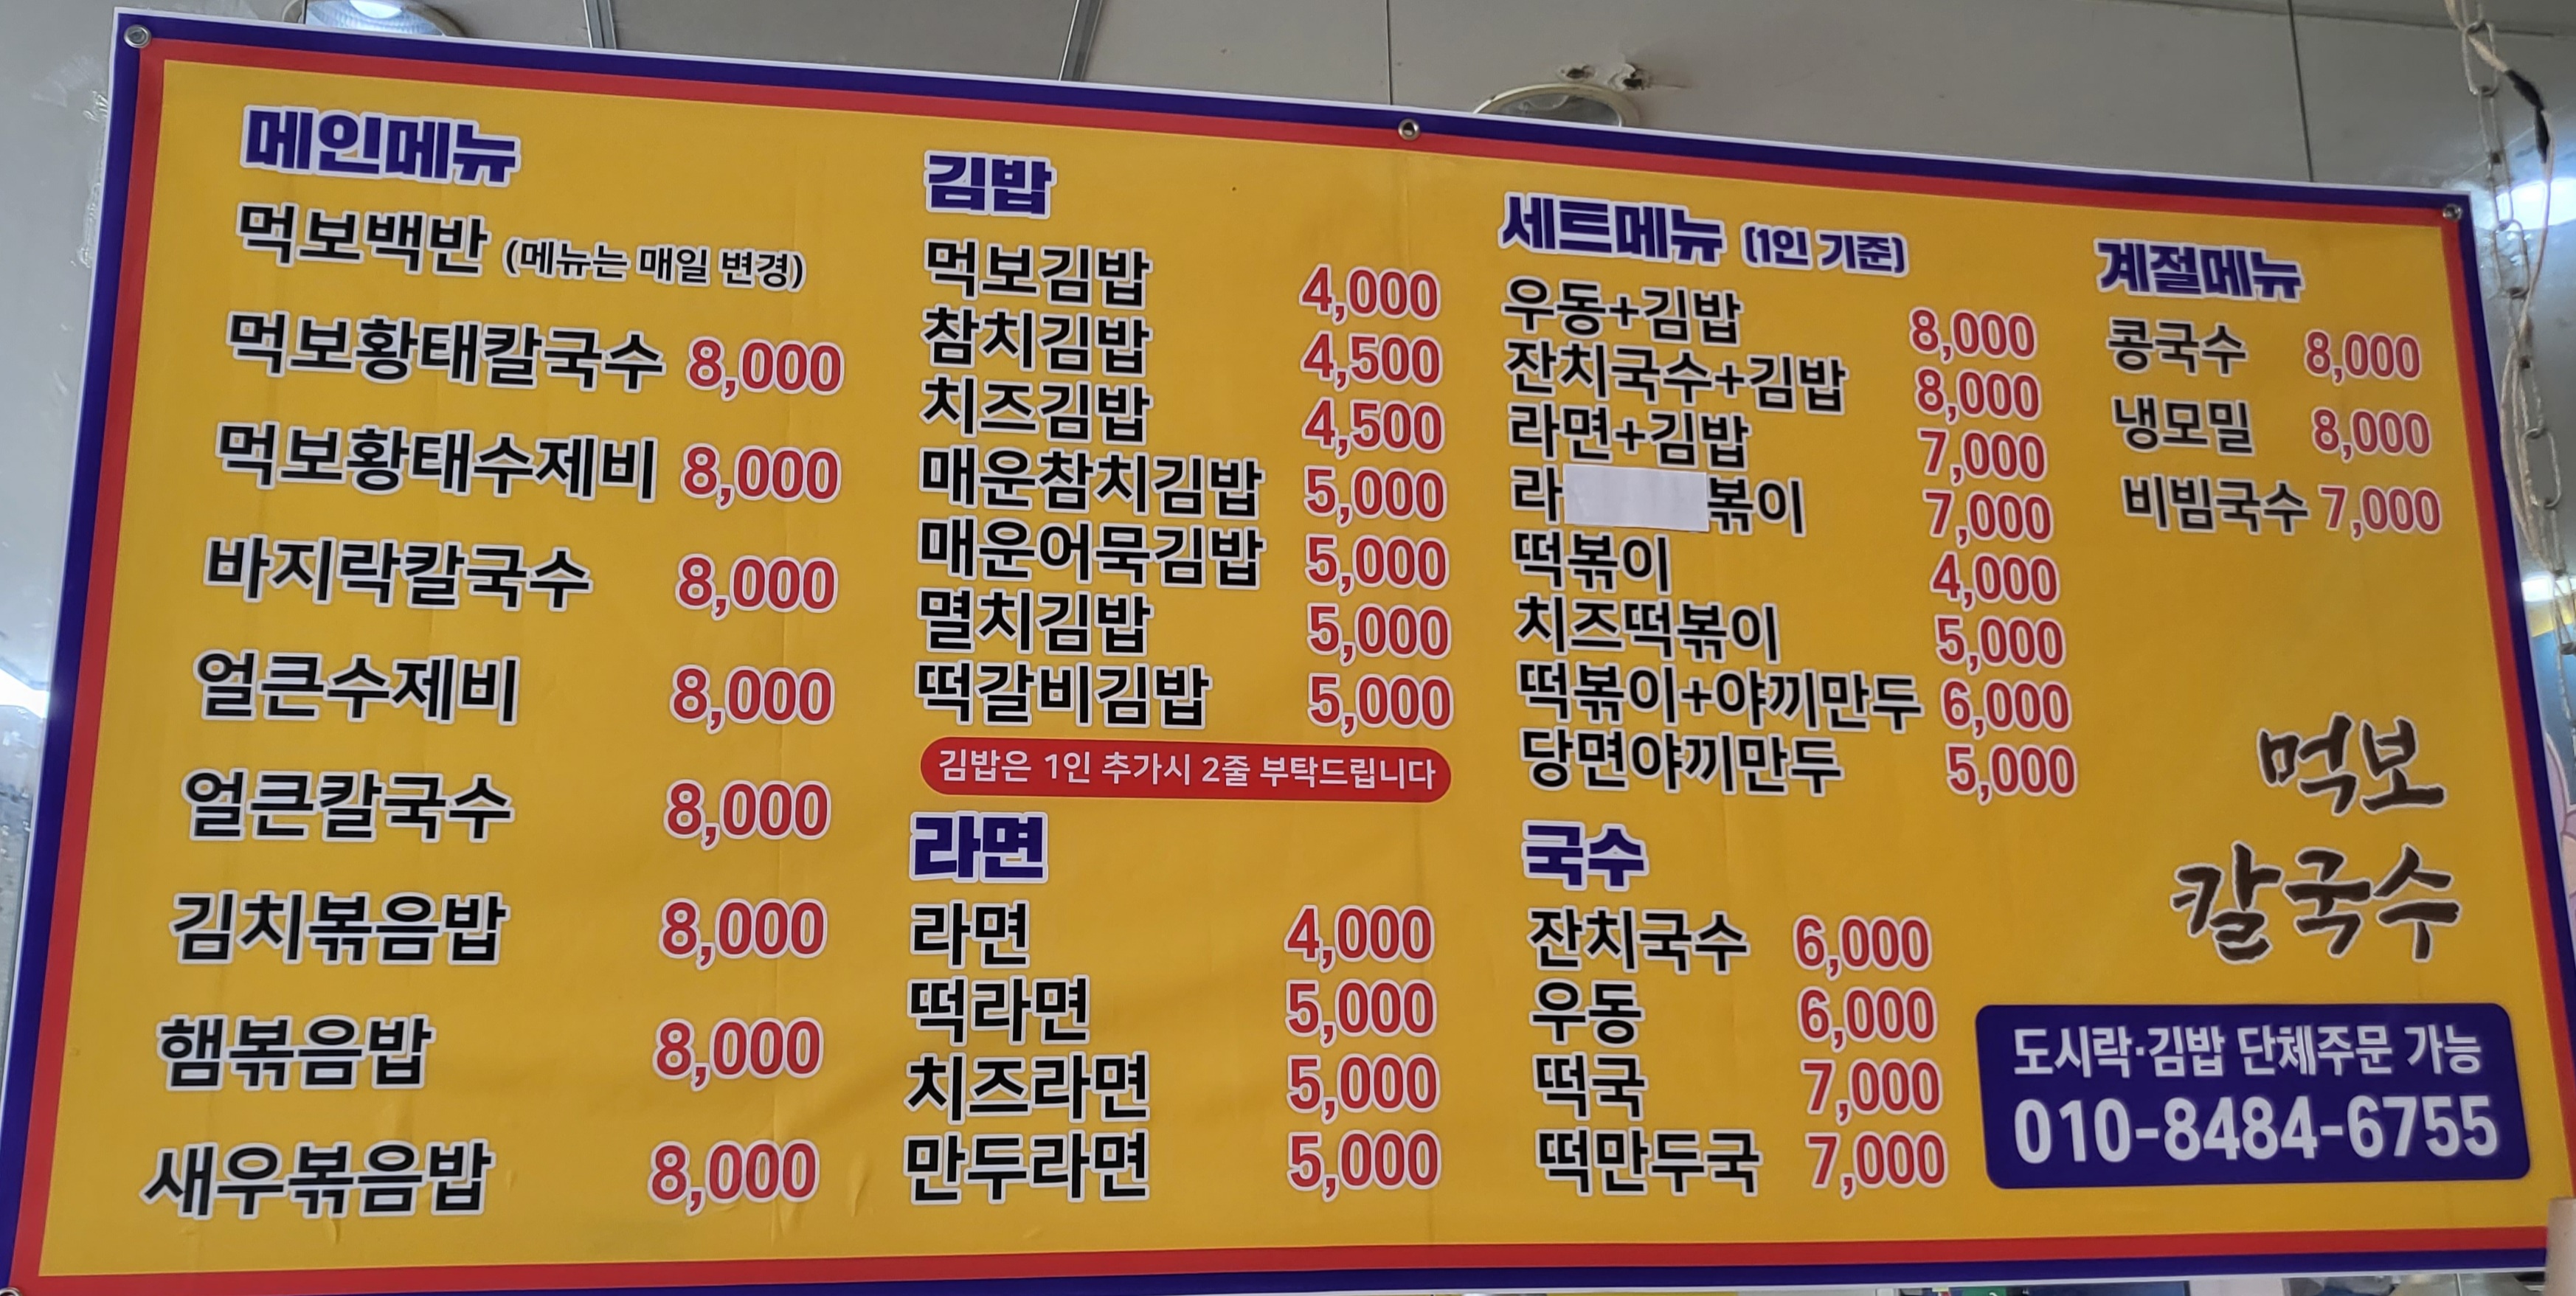 메인메뉴
먹보백반 (메뉴는 매일 변경)
먹보황태칼국수 8,000
먹보황태수제비 8,000
바지락칼국수 8,000
얼큰수제비 8,000
얼큰칼국수 8,000
김치볶음밥 8,000
햄볶음밥 8,000
새우볶음밥 8,000
김밥
먹보김밥 4,000
참치김밥 4,500
치즈김밥 4,500
매운참치김밥 5,000
매운어묵김밥 5,000
멸치김밥 5,000
떡갈비김밥 5,000
김밥은 1인 추가시 2줄 부탁드립니다
라면
라면 4,000
떡라면 5,000
치즈라면 5,000
만두라면 5,000
세트메뉴 (1인 기준)
우동+김밥 8,000
잔치국수+김밥 8,000
라면+김밥 7,000
라 볶이 7,000
떡볶이 4,000
치즈떡볶이 5,000
떡볶이+야끼만두 6,000
당면야끼만두 5,000
국수
잔치국수 6,000
우동 6,000
떡국 7,000
떡만두국 7,000
계절메뉴
콩국수 8,000
냉모밀 8,000
비빔국수 7,000
먹보
칼국수
도시락·김밥 단체주문 가능
010-8484-6755